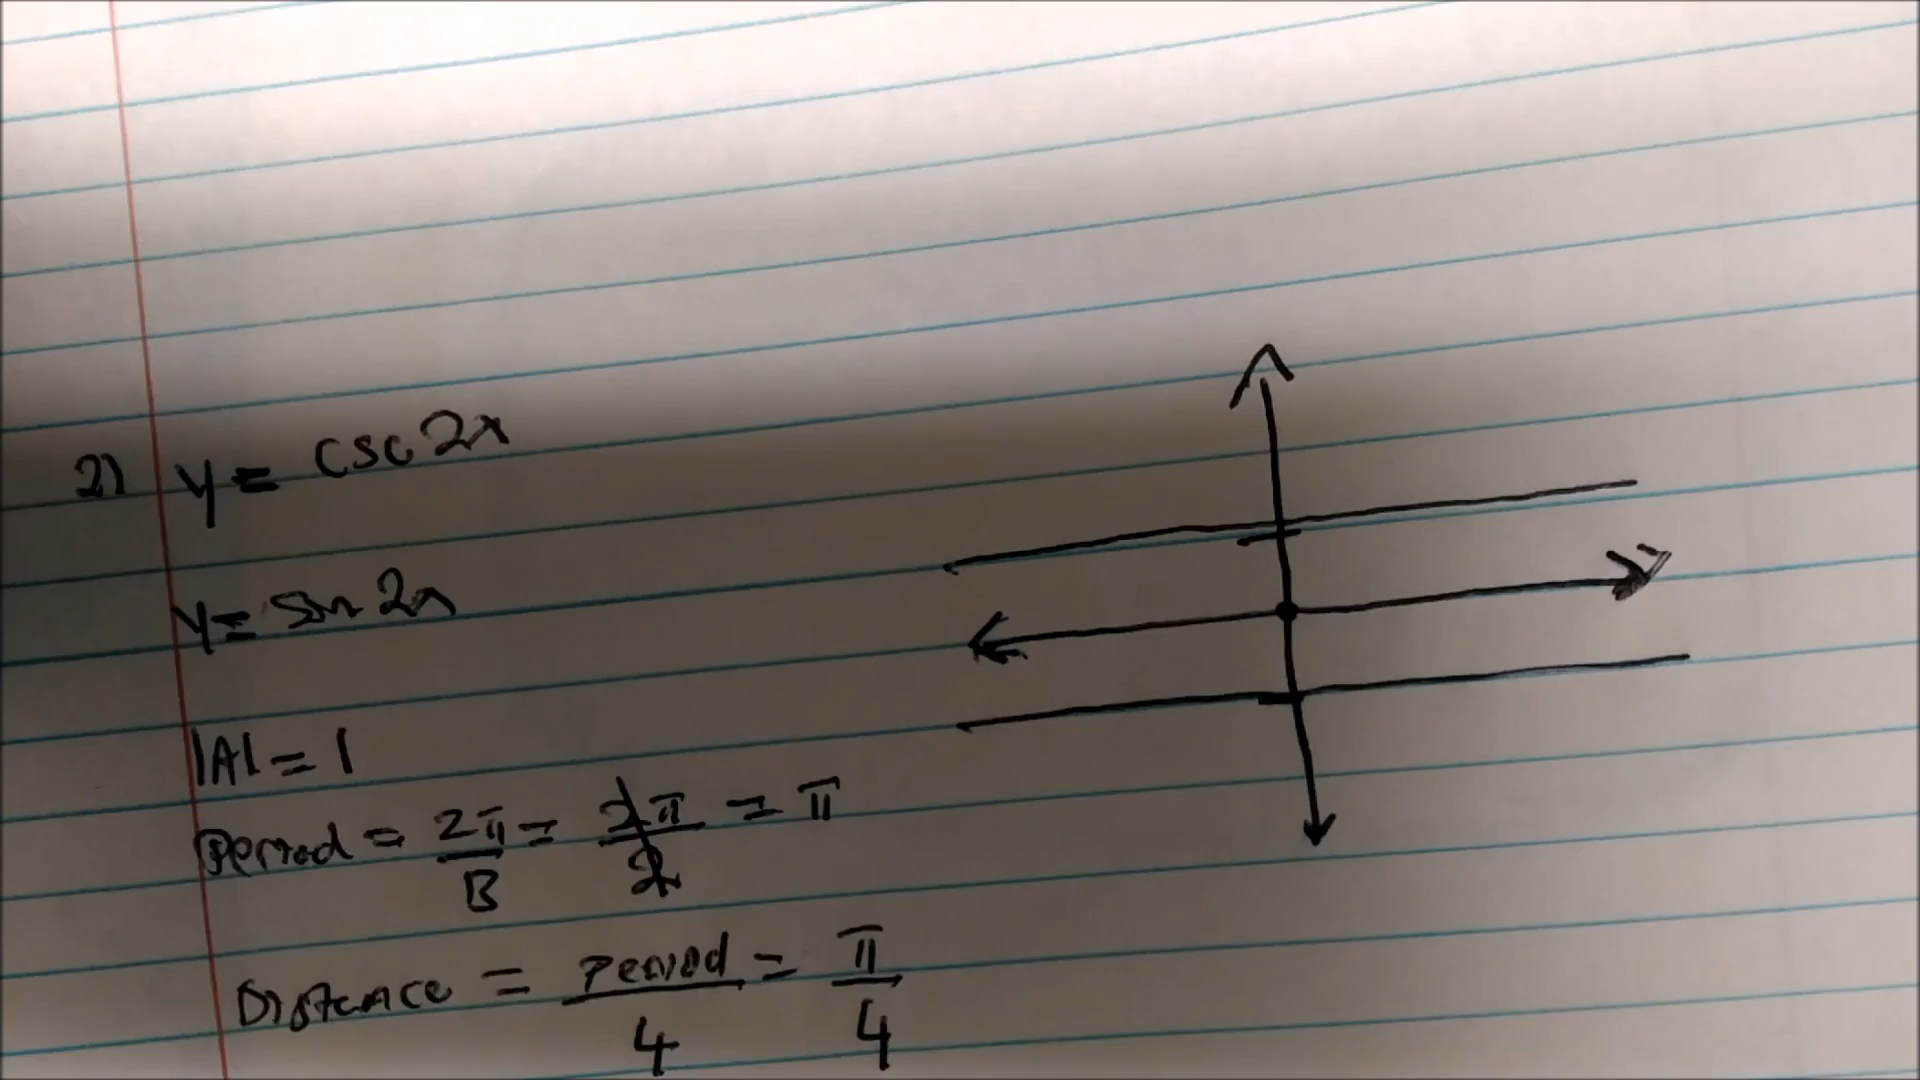 2) y = csc 2x
y = sin 2x
|A| = 1
Period = 2π/B = 2π/2 = π
Distance = Period/4 = π/4